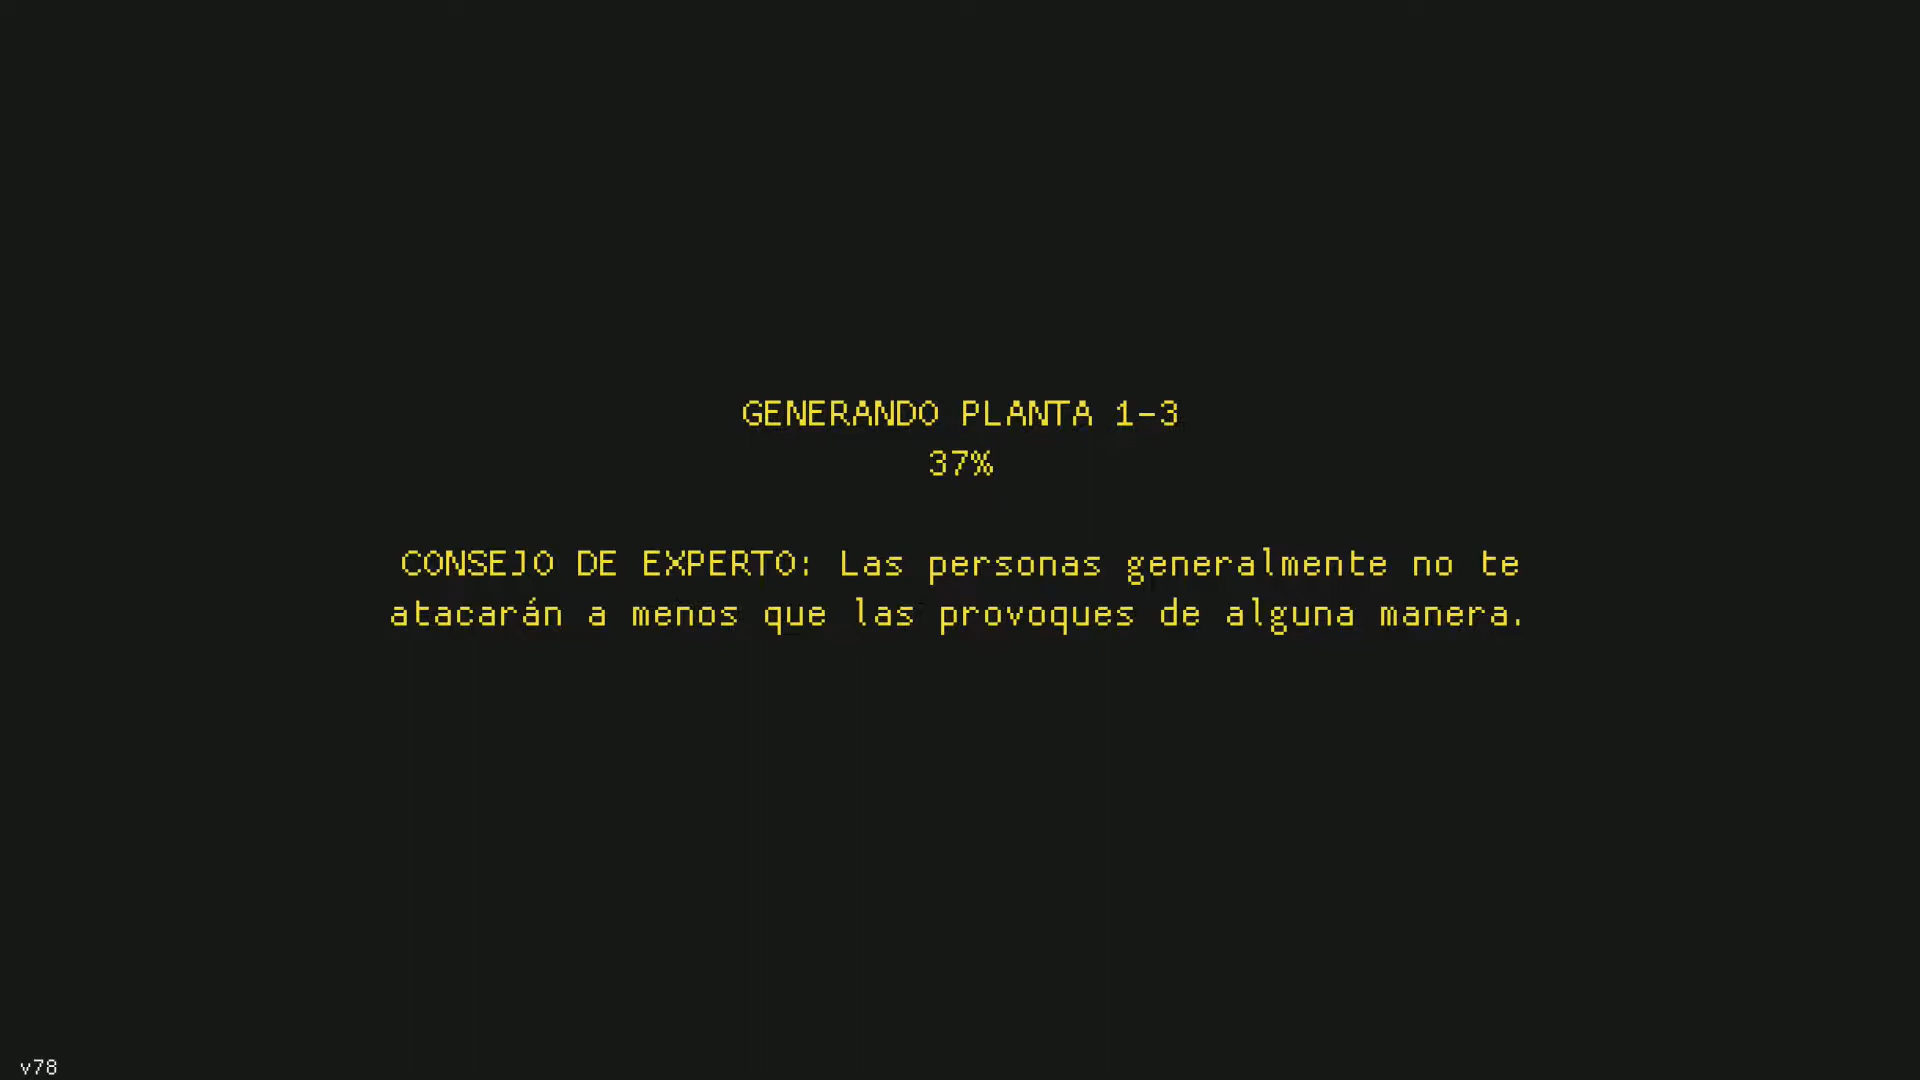 GENERANDO PLANTA 1-3
37%
CONSEJO DE EXPERTO: Las personas generalmente no te
atacarán a menos que las provoques de alguna manera.
v78